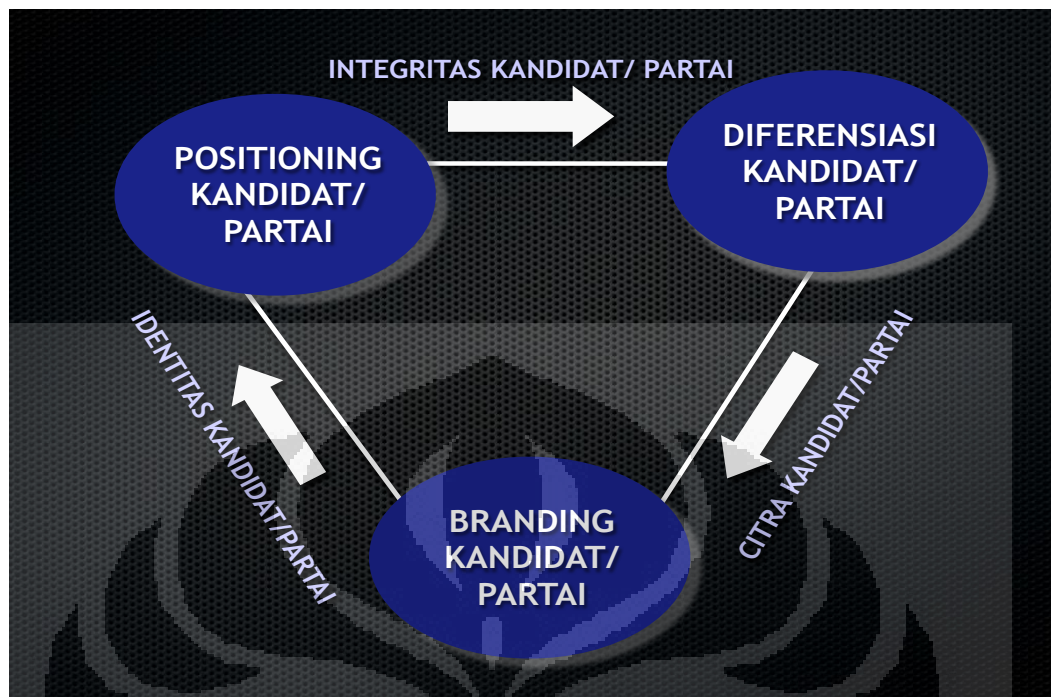 INTEGRITAS KANDIDAT/ PARTAI
POSITIONING
KANDIDAT/
PARTAI
DIFERENSIASI
KANDIDAT/
PARTAI
IDENTITAS KANDIDAT/PARTAI
CITRA KANDIDAT/PARTAI
BRANDING
KANDIDAT/
PARTAI